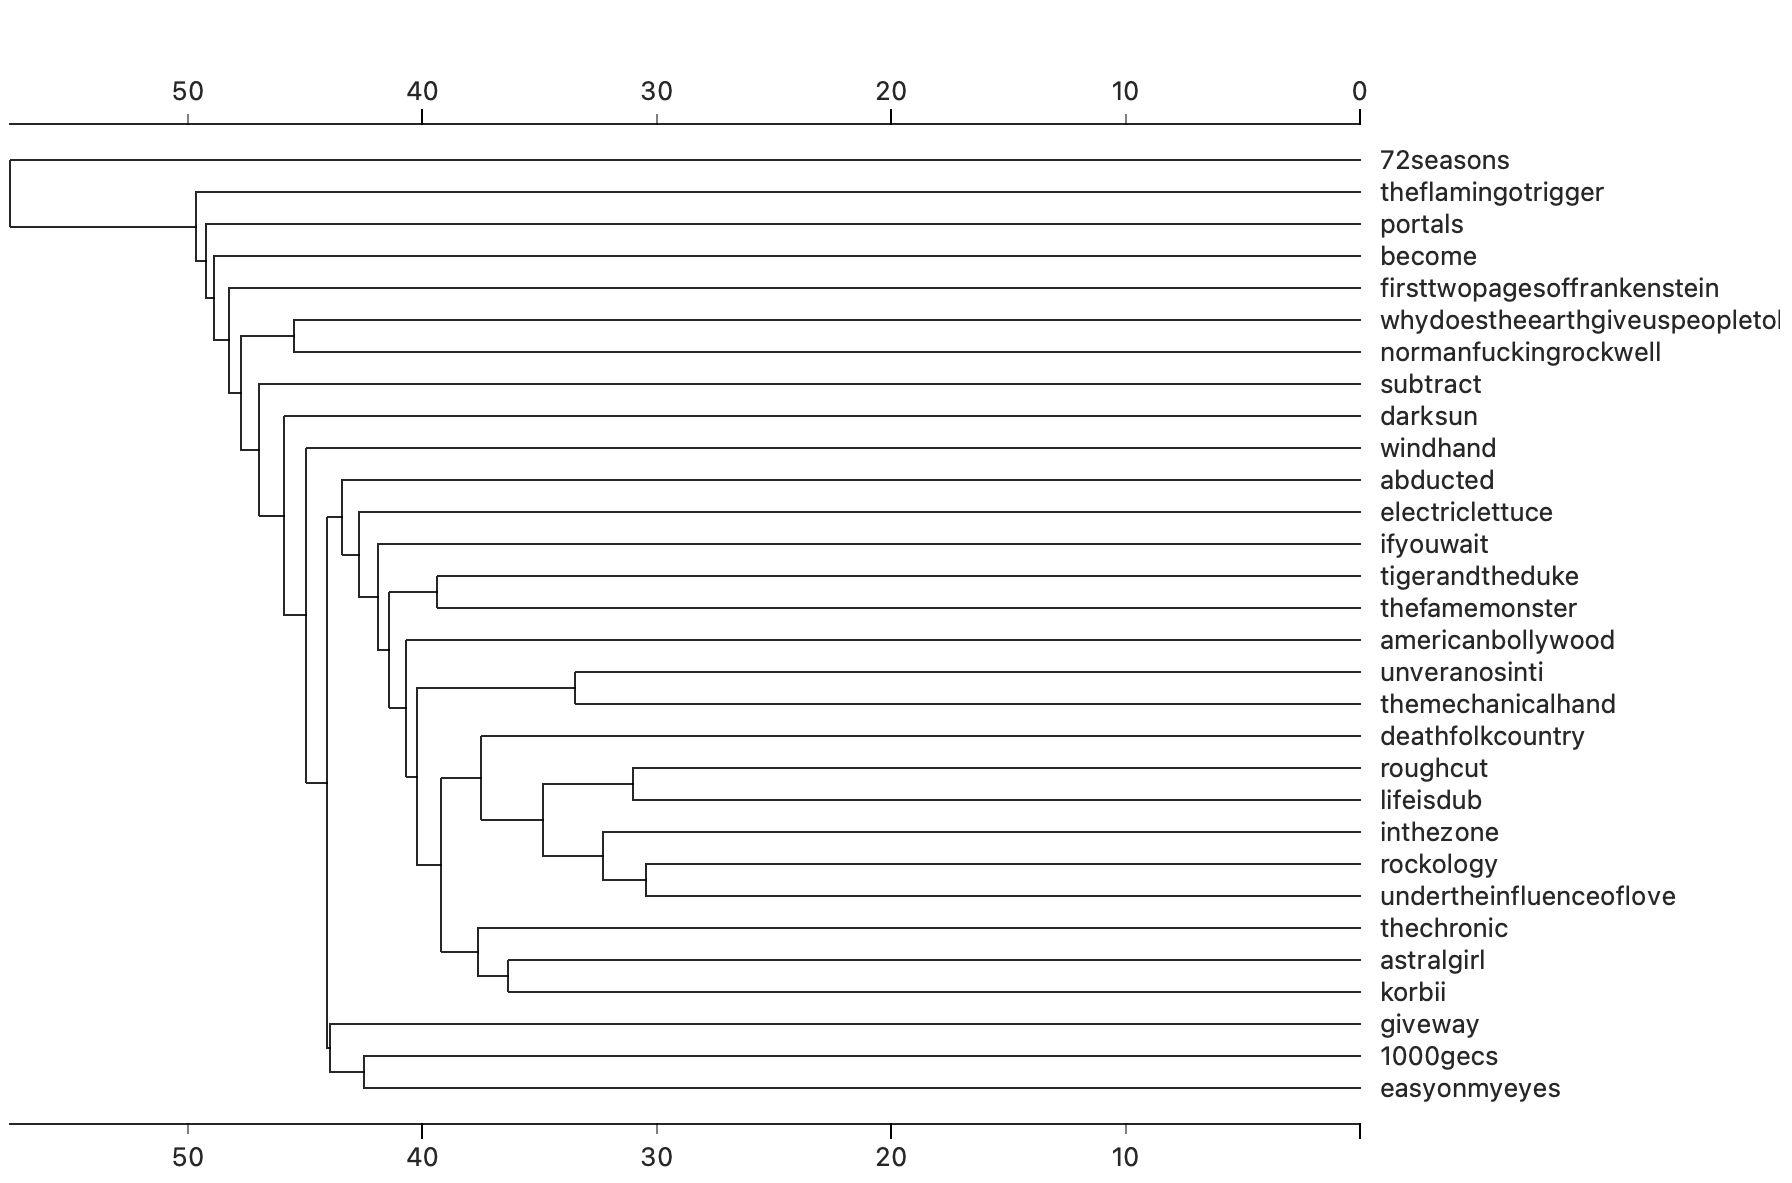 50 40 30 20 10 0
72seasons
theflamingotrigger
portals
become
firsttwopagesoffrankenstein
whydoestheearthgiveuspeopletol
normanfuckingrockwell
subtract
darksun
windhand
abducted
electriclettuce
ifyouwait
tigerandtheduke
thefamemonster
americanbollywood
unveranosinti
themechanicalhand
deathfolkcountry
roughcut
lifeisdub
inthezone
rockology
undertheinfluenceoflove
thechronic
astralgirl
korbii
giveway
1000gecs
easyonmyeyes
50 40 30 20 10